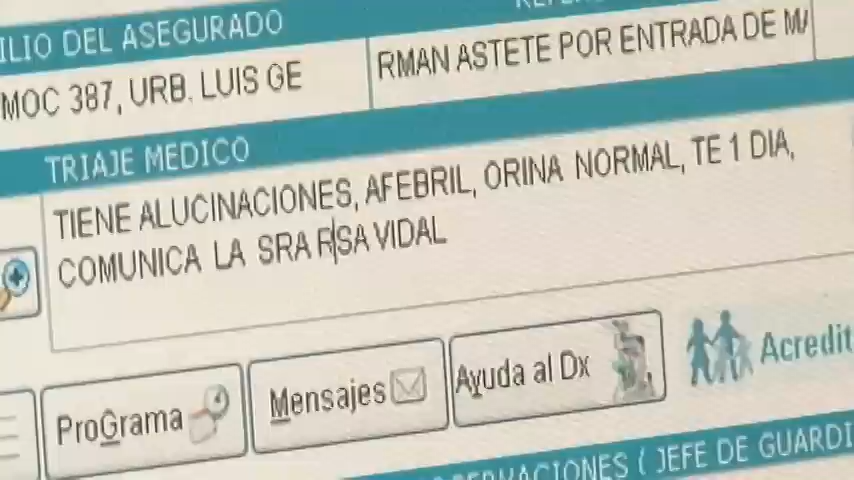 ILIO DEL ASEGURADO
MOC 387, URB. LUIS GE
RMAN ASTETE POR ENTRADA DE MA
TRIAJE MEDICO
TIENE ALUCINACIONES, AFEBRIL, ORINA NORMAL, TE 1 DIA,
COMUNICA LA SRA RSA VIDAL
ProGrama
Mensajes
Ayuda al Dx
Acredit
ERVACIONES ( JEFE DE GUARDI